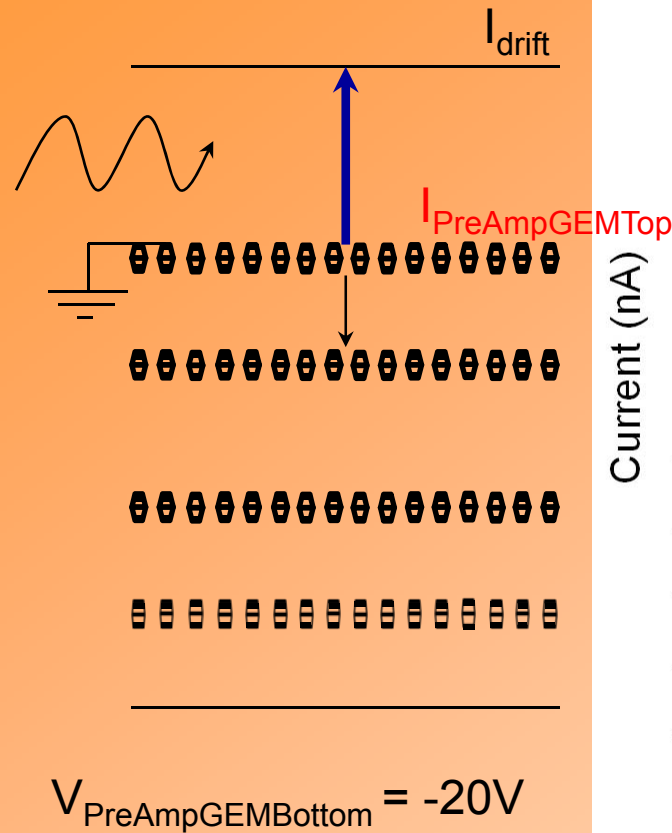 I_drift
I_PreAmpGEMTop
Current (nA)
V_PreAmpGEMBottom = -20V